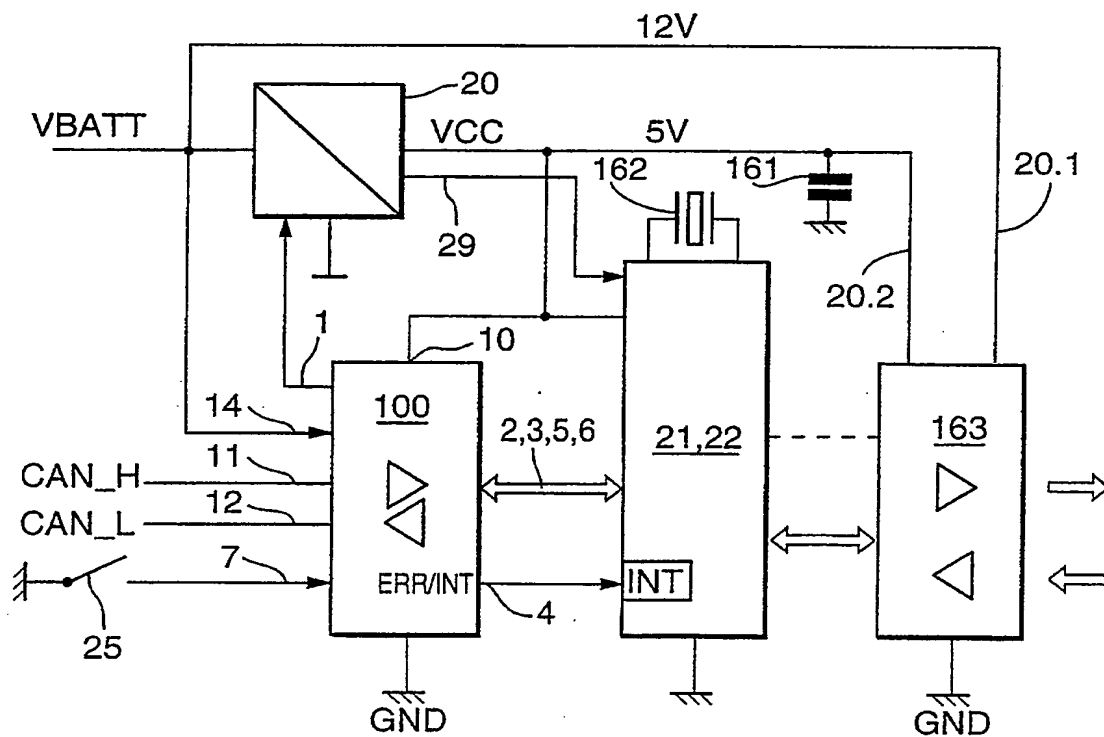 12V
20
VBATT
VCC
5V
162
161
20.1
29
20.2
1
10
14
100
2,3,5,6
21,22
163
CAN_H
11
CAN_L
12
7
ERR/INT
INT
4
25
GND
GND